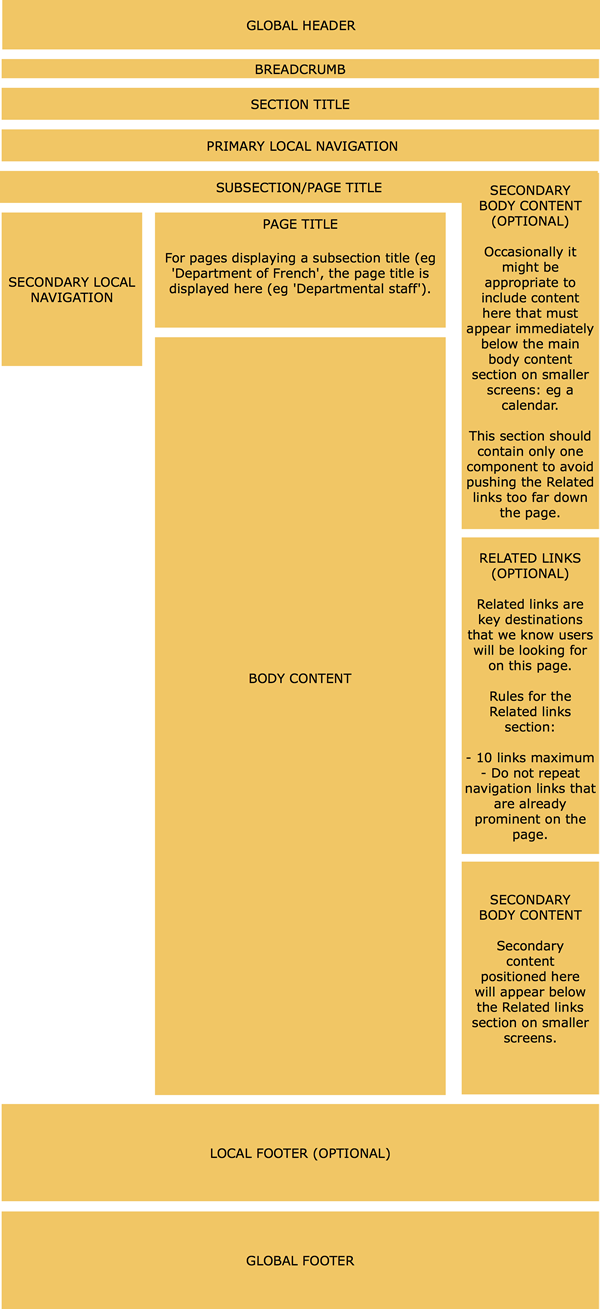 GLOBAL HEADER
BREADCRUMB
SECTION TITLE
PRIMARY LOCAL NAVIGATION
SUBSECTION/PAGE TITLE
SECONDARY LOCAL
NAVIGATION
PAGE TITLE
For pages displaying a subsection title (eg
'Department of French', the page title is
displayed here (eg 'Departmental staff').
BODY CONTENT
SECONDARY
BODY CONTENT
(OPTIONAL)
Occasionally it
might be
appropriate to
include content
here that must
appear immediately
below the main
body content
section on smaller
screens: eg a
calendar.
This section should
contain only one
component to avoid
pushing the Related
links too far down
the page.
RELATED LINKS
(OPTIONAL)
Related links are
key destinations
that we know users
will be looking for
on this page.
Rules for the
Related links
section:
- 10 links maximum
- Do not repeat
navigation links that
are already
prominent on the
page.
SECONDARY
BODY CONTENT
Secondary
content
positioned here
will appear below
the Related links
section on smaller
screens.
LOCAL FOOTER (OPTIONAL)
GLOBAL FOOTER